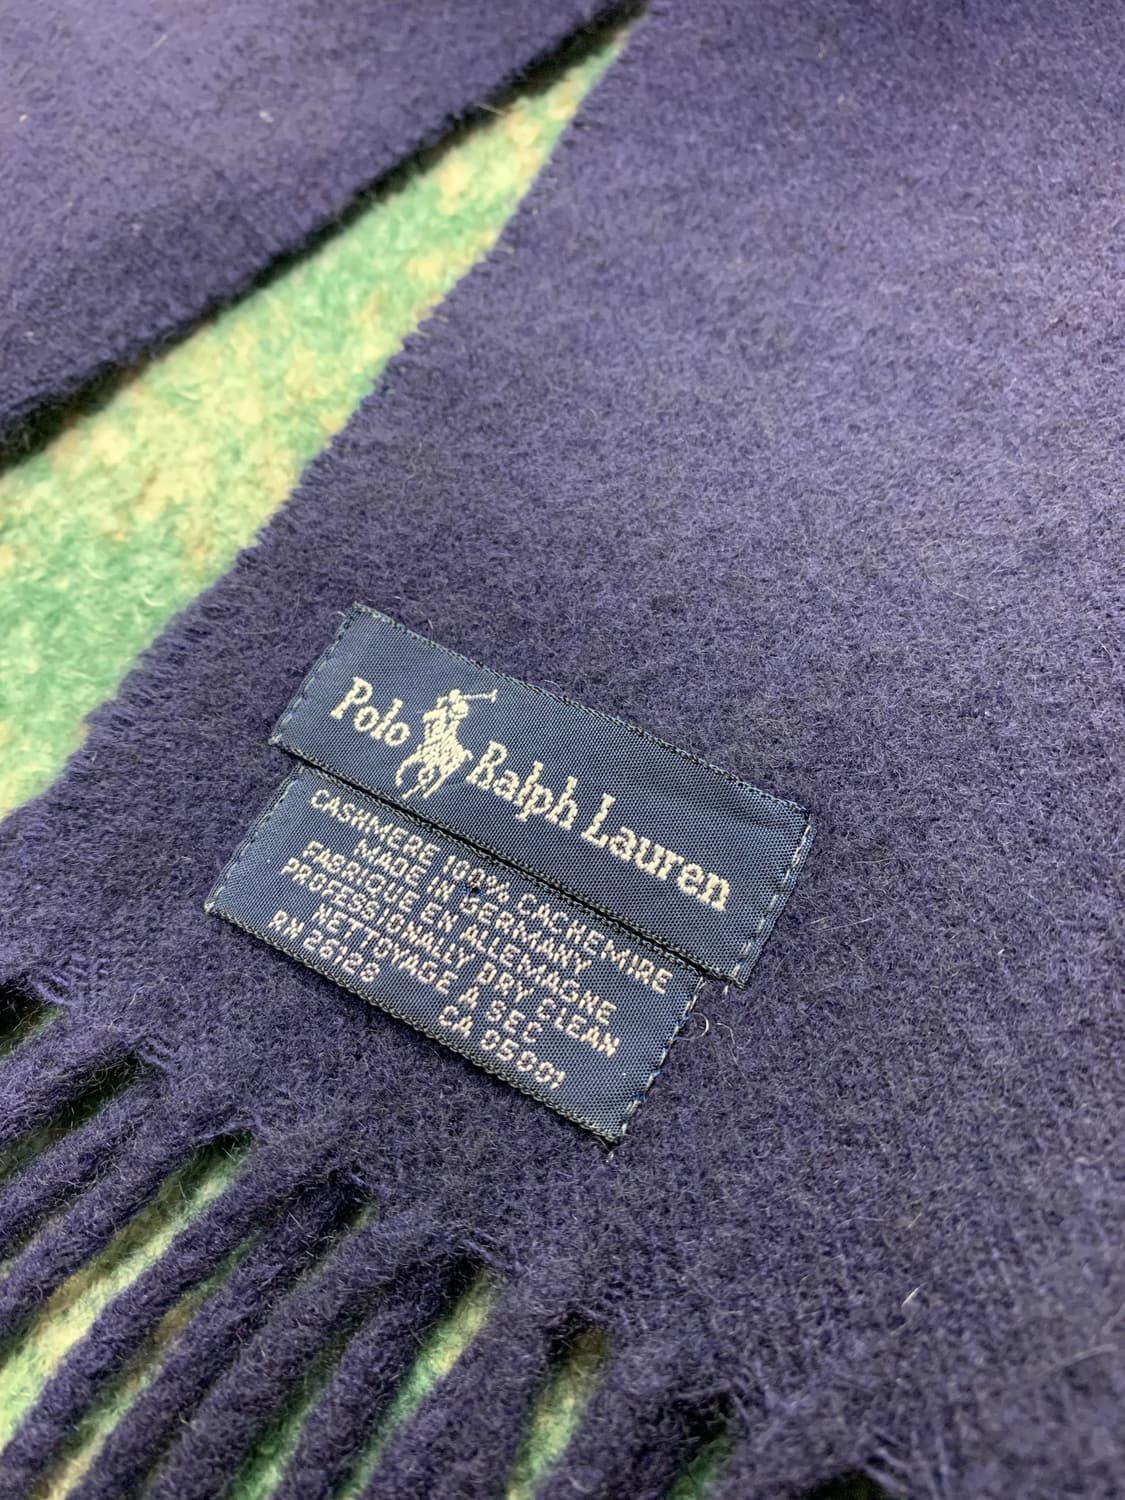 Polo Ralph Lauren
CASHMERE 100% CACHEMIRE
MADE IN GERMANY
FABRIQUE EN ALLEMAGNE
PROFESSIONALLY DRY CLEAN
NETTOYAGE A SEC
RN 26128 CA 05091